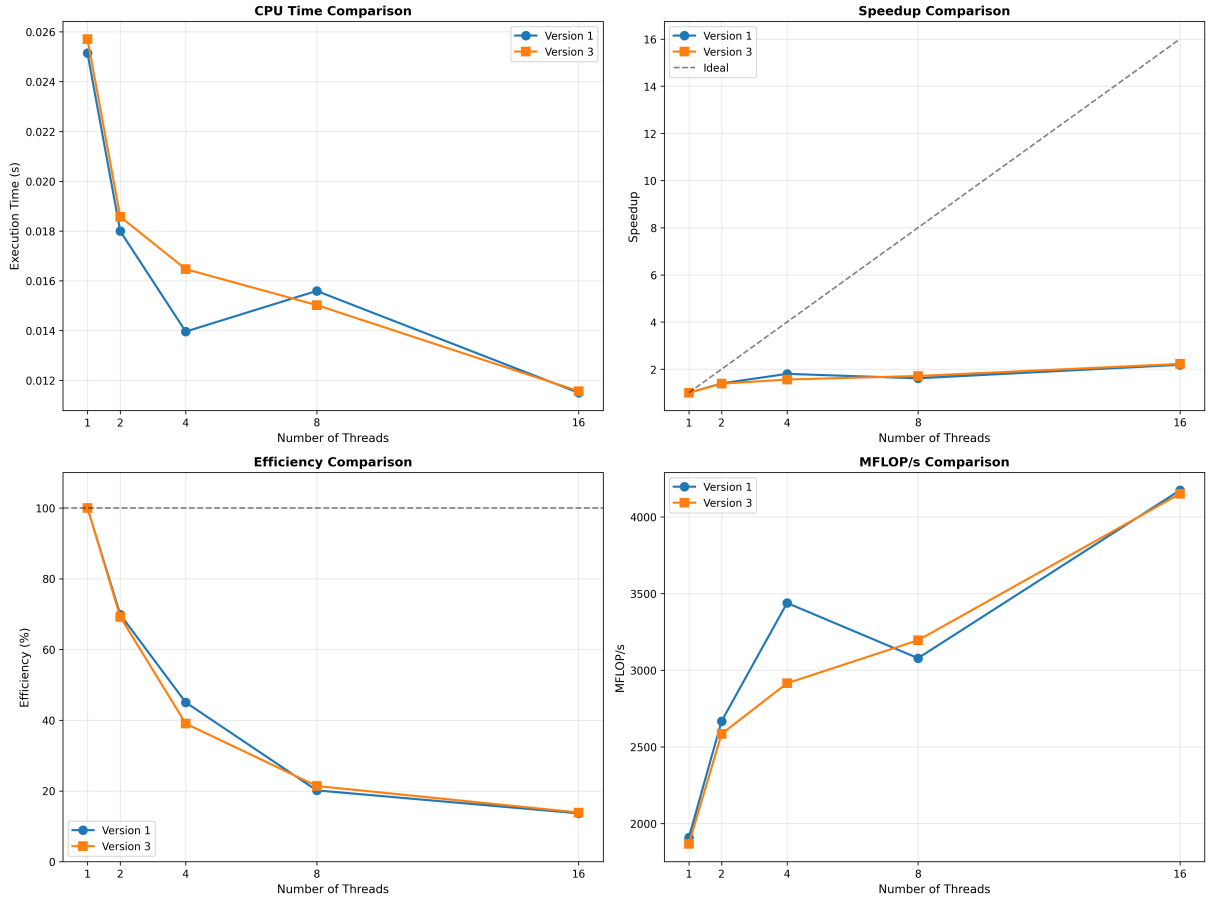 CPU Time Comparison
Execution Time (s)
0.026
0.024
0.022
0.020
0.018
0.016
0.014
0.012
Version 1
Version 3
1 2 4 8 16
Number of Threads
Speedup Comparison
Speedup
16
14
12
10
8
6
4
2
Version 1
Version 3
Ideal
1 2 4 8 16
Number of Threads
Efficiency Comparison
Efficiency (%)
100
80
60
40
20
0
Version 1
Version 3
1 2 4 8 16
Number of Threads
MFLOP/s Comparison
MFLOP/s
4000
3500
3000
2500
2000
Version 1
Version 3
1 2 4 8 16
Number of Threads